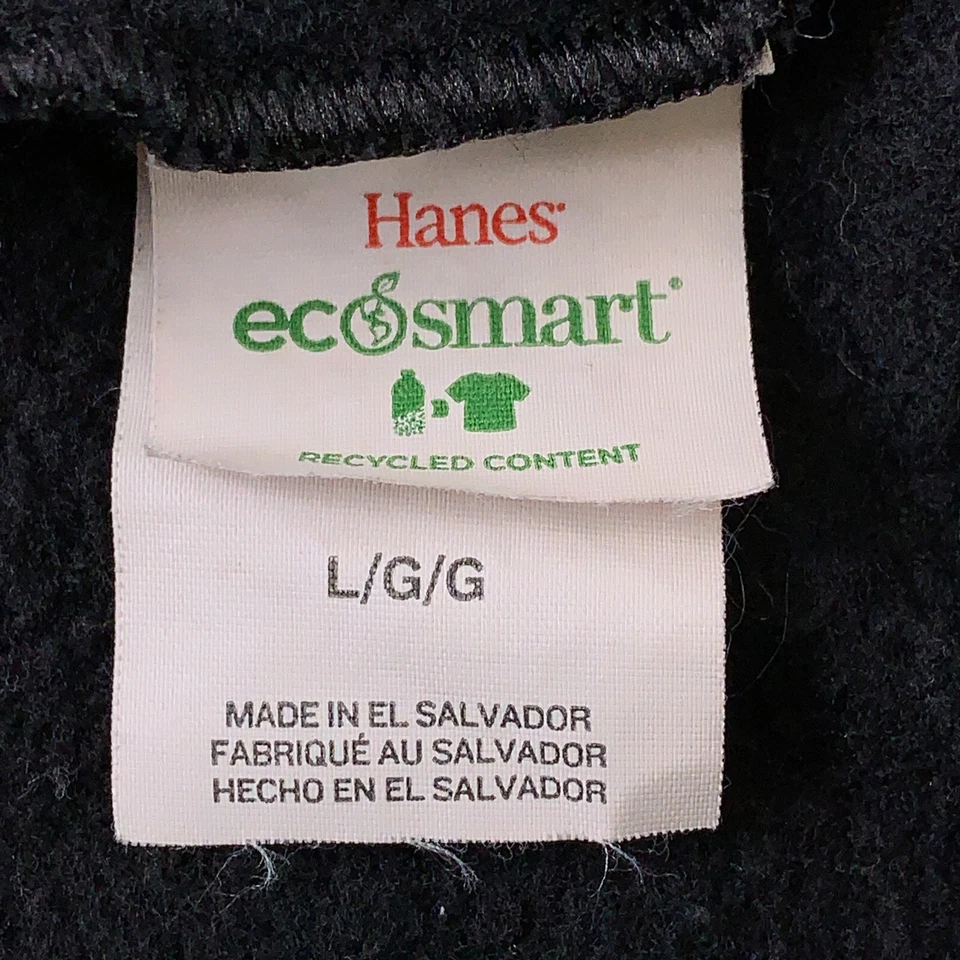 Hanes
ecosmart®
RECYCLED CONTENT
L/G/G
MADE IN EL SALVADOR
FABRIQUÉ AU SALVADOR
HECHO EN EL SALVADOR